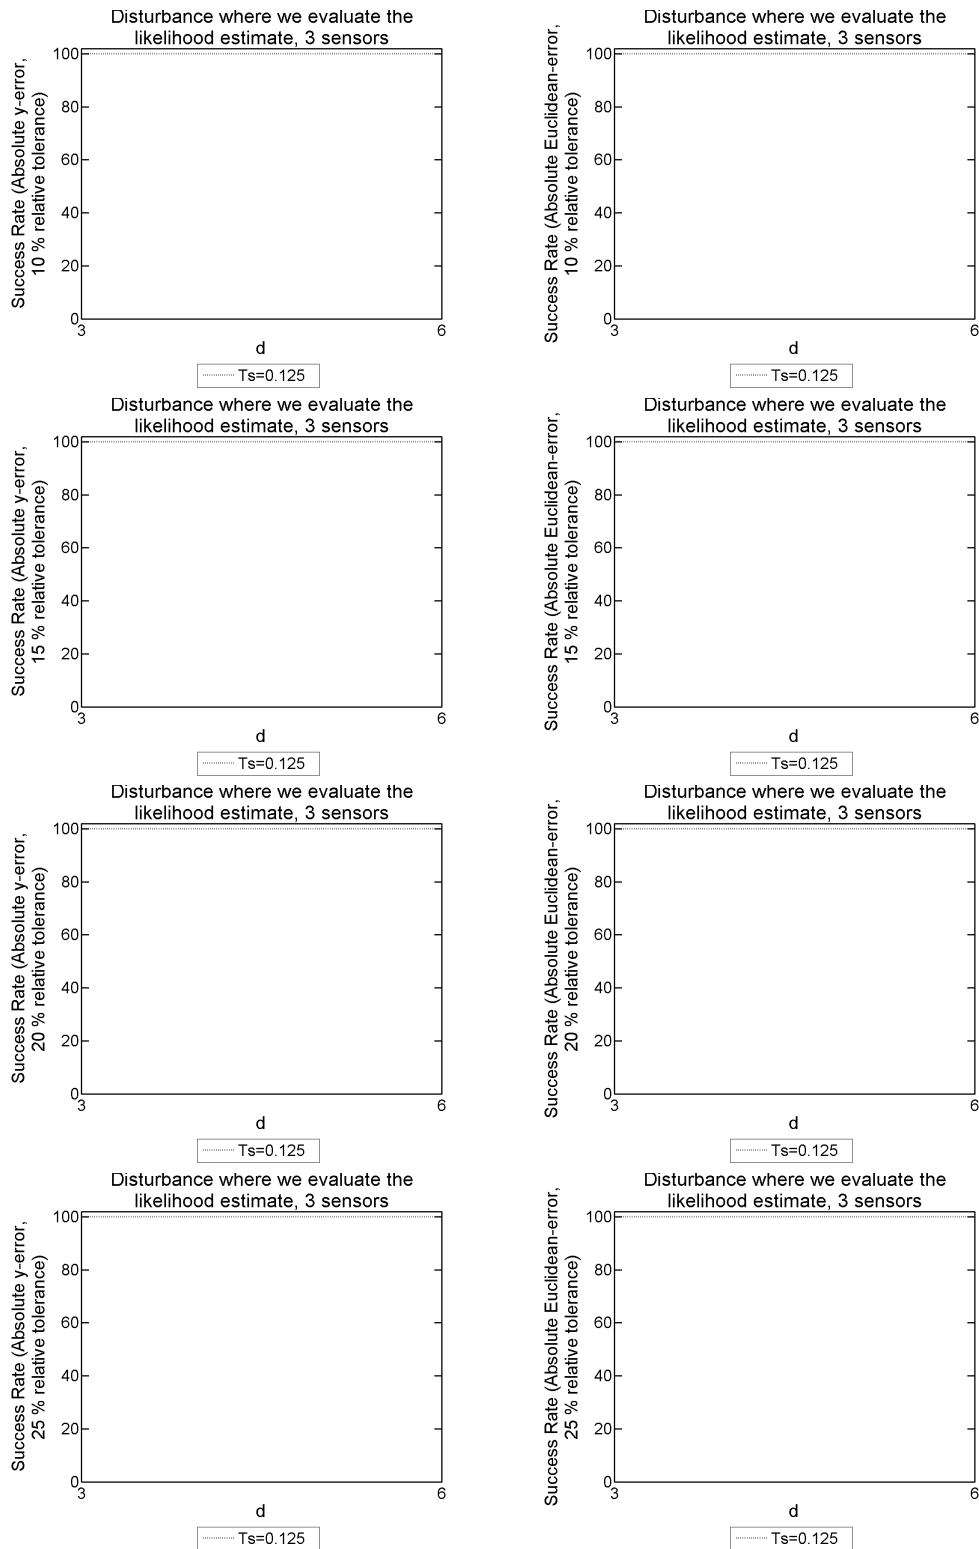 Disturbance where we evaluate the
likelihood estimate, 3 sensors
Success Rate (Absolute y-error,
10 % relative tolerance)
100
80
60
40
20
0
3
6
d
Ts=0.125
Disturbance where we evaluate the
likelihood estimate, 3 sensors
Success Rate (Absolute Euclidean-error,
10 % relative tolerance)
100
80
60
40
20
0
3
6
d
Ts=0.125
Disturbance where we evaluate the
likelihood estimate, 3 sensors
Success Rate (Absolute y-error,
15 % relative tolerance)
100
80
60
40
20
0
3
6
d
Ts=0.125
Disturbance where we evaluate the
likelihood estimate, 3 sensors
Success Rate (Absolute Euclidean-error,
15 % relative tolerance)
100
80
60
40
20
0
3
6
d
Ts=0.125
Disturbance where we evaluate the
likelihood estimate, 3 sensors
Success Rate (Absolute y-error,
20 % relative tolerance)
100
80
60
40
20
0
3
6
d
Ts=0.125
Disturbance where we evaluate the
likelihood estimate, 3 sensors
Success Rate (Absolute Euclidean-error,
20 % relative tolerance)
100
80
60
40
20
0
3
6
d
Ts=0.125
Disturbance where we evaluate the
likelihood estimate, 3 sensors
Success Rate (Absolute y-error,
25 % relative tolerance)
100
80
60
40
20
0
3
6
d
Ts=0.125
Disturbance where we evaluate the
likelihood estimate, 3 sensors
Success Rate (Absolute Euclidean-error,
25 % relative tolerance)
100
80
60
40
20
0
3
6
d
Ts=0.125